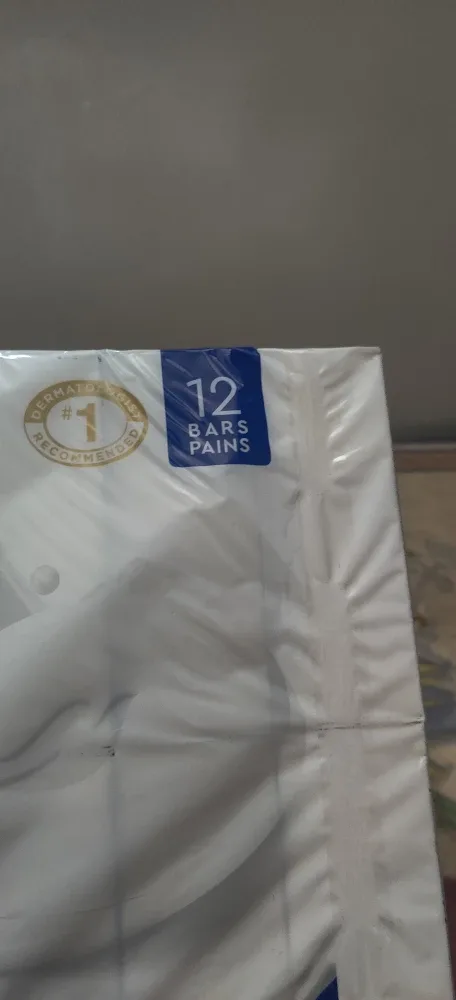 DERMATOLOGIST
#1
RECOMMENDED
12
BARS
PAINS